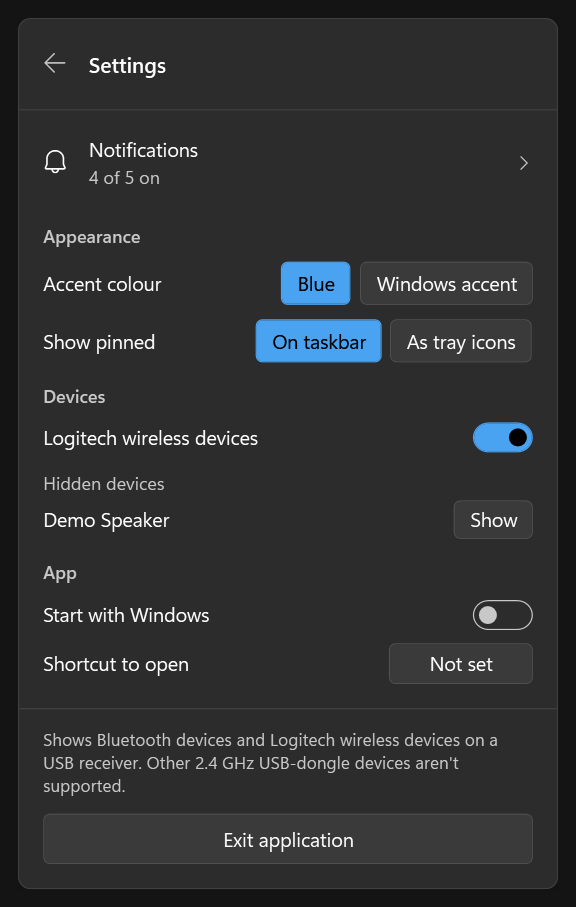 Settings
Notifications
4 of 5 on
Appearance
Accent colour Blue Windows accent
Show pinned On taskbar As tray icons
Devices
Logitech wireless devices
Hidden devices
Demo Speaker Show
App
Start with Windows
Shortcut to open Not set
Shows Bluetooth devices and Logitech wireless devices on a
USB receiver. Other 2.4 GHz USB-dongle devices aren't
supported.
Exit application